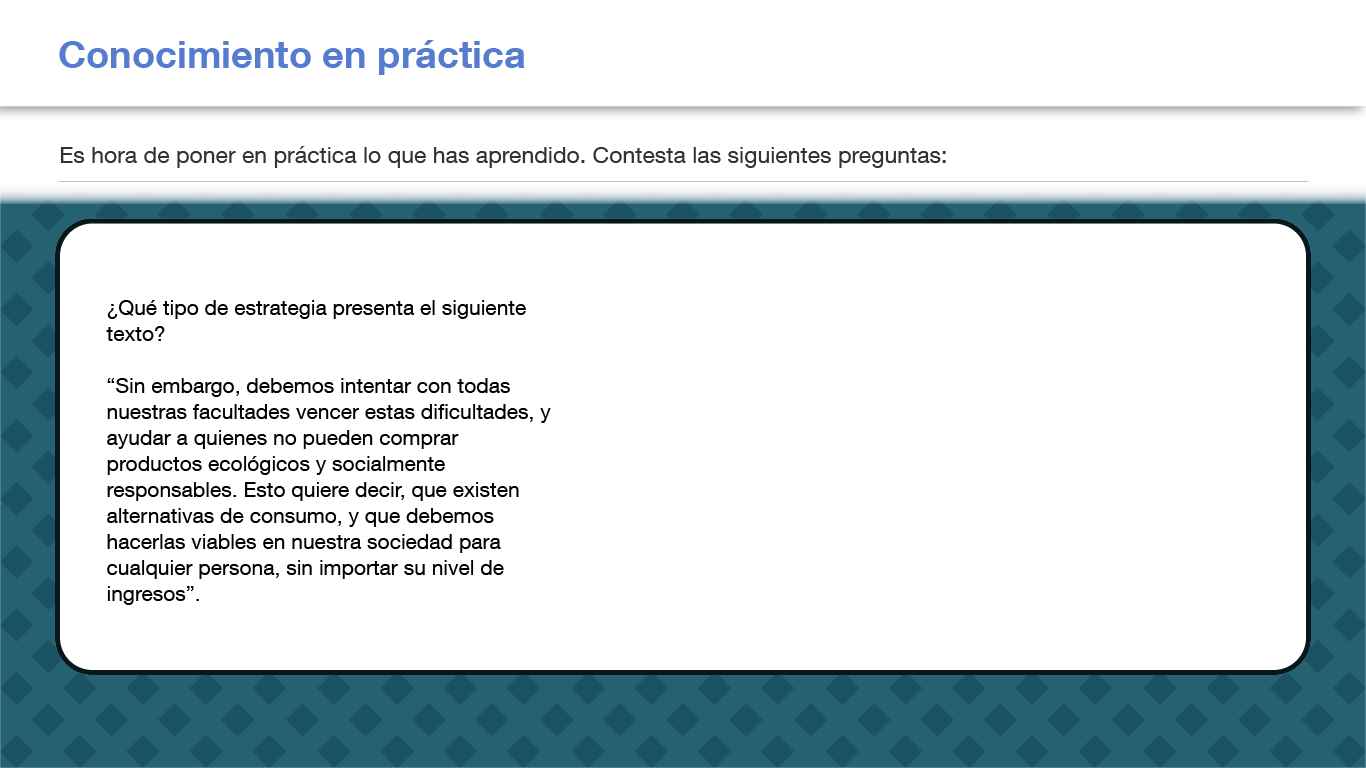 Conocimiento en práctica
Es hora de poner en práctica lo que has aprendido. Contesta las siguientes preguntas:
¿Qué tipo de estrategia presenta el siguiente
texto?
“Sin embargo, debemos intentar con todas
nuestras facultades vencer estas dificultades, y
ayudar a quienes no pueden comprar
productos ecológicos y socialmente
responsables. Esto quiere decir, que existen
alternativas de consumo, y que debemos
hacerlas viables en nuestra sociedad para
cualquier persona, sin importar su nivel de
ingresos”.